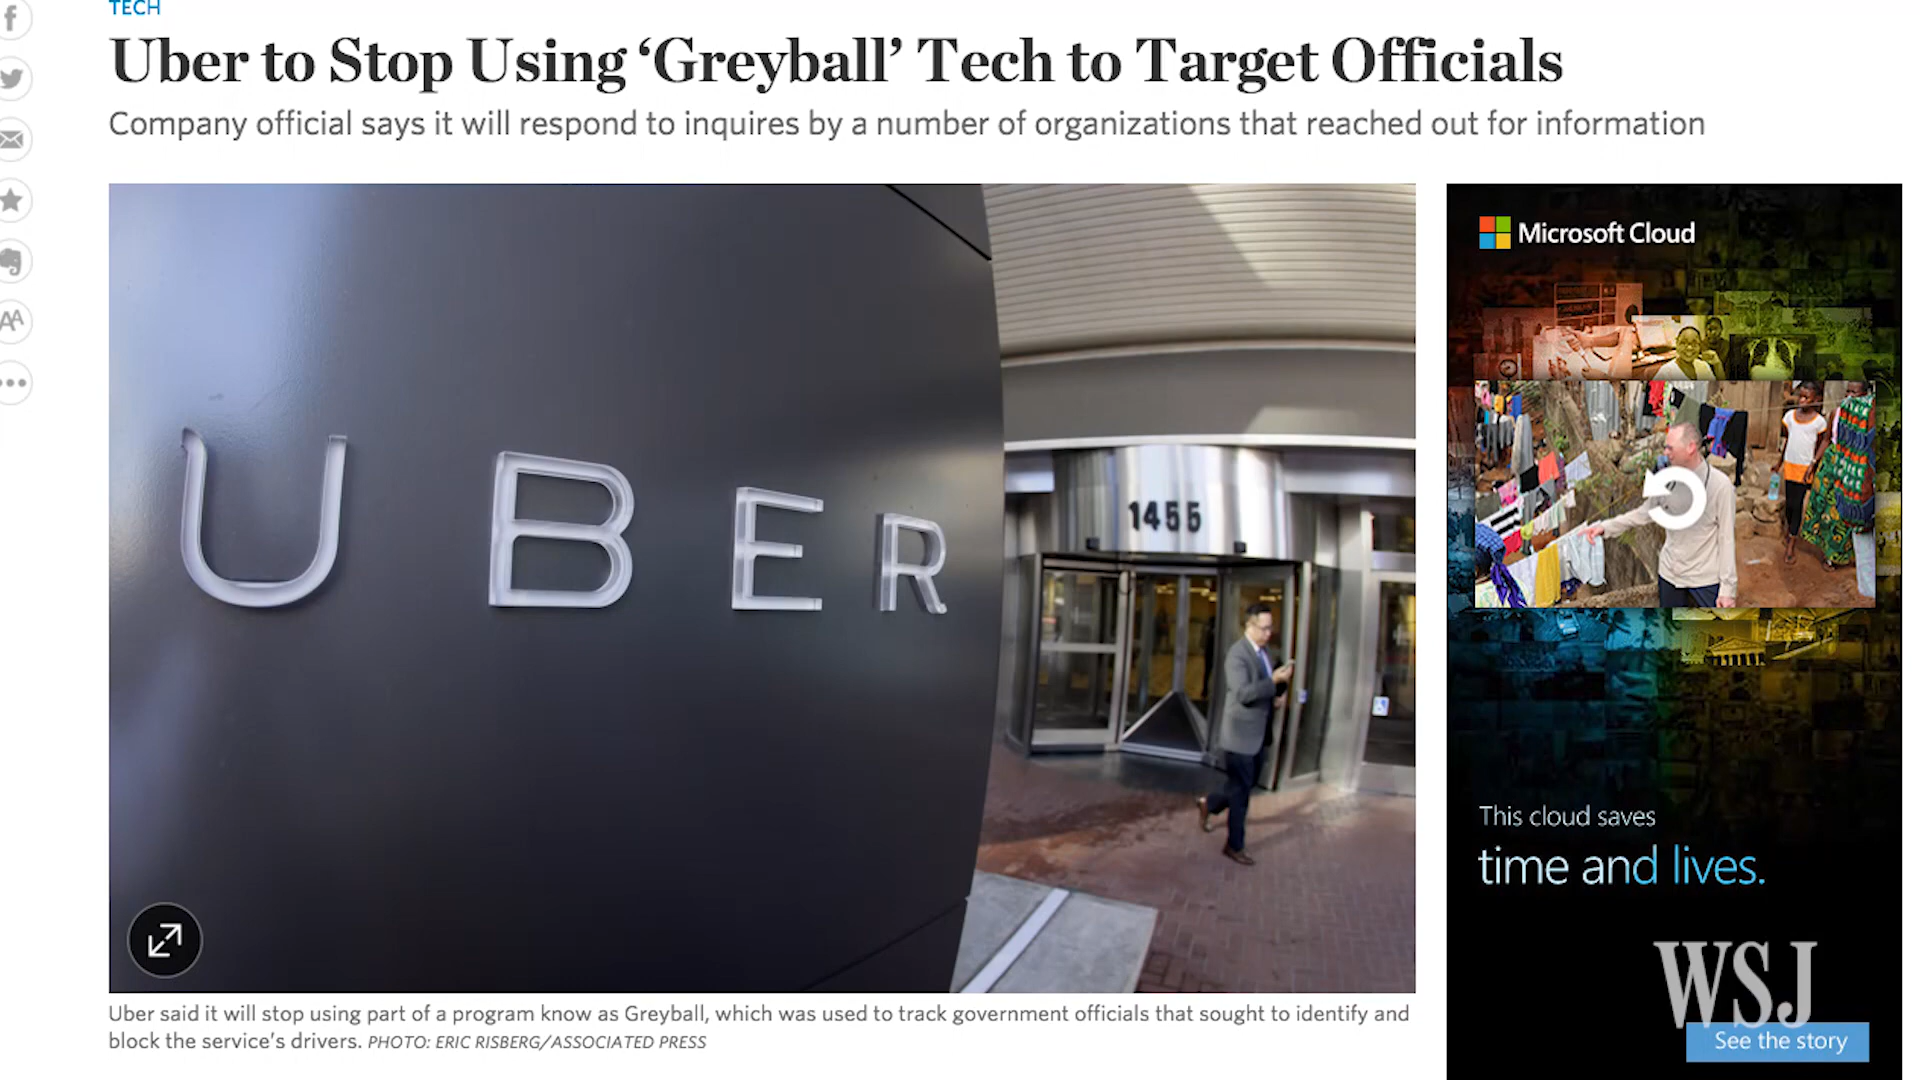 TECH
Uber to Stop Using ‘Greyball’ Tech to Target Officials
Company official says it will respond to inquires by a number of organizations that reached out for information
AA
UBER
1455
Uber said it will stop using part of a program know as Greyball, which was used to track government officials that sought to identify and
block the service’s drivers. PHOTO: ERIC RISBERG/ASSOCIATED PRESS
Microsoft Cloud
This cloud saves
time and lives.
WSJ
See the story